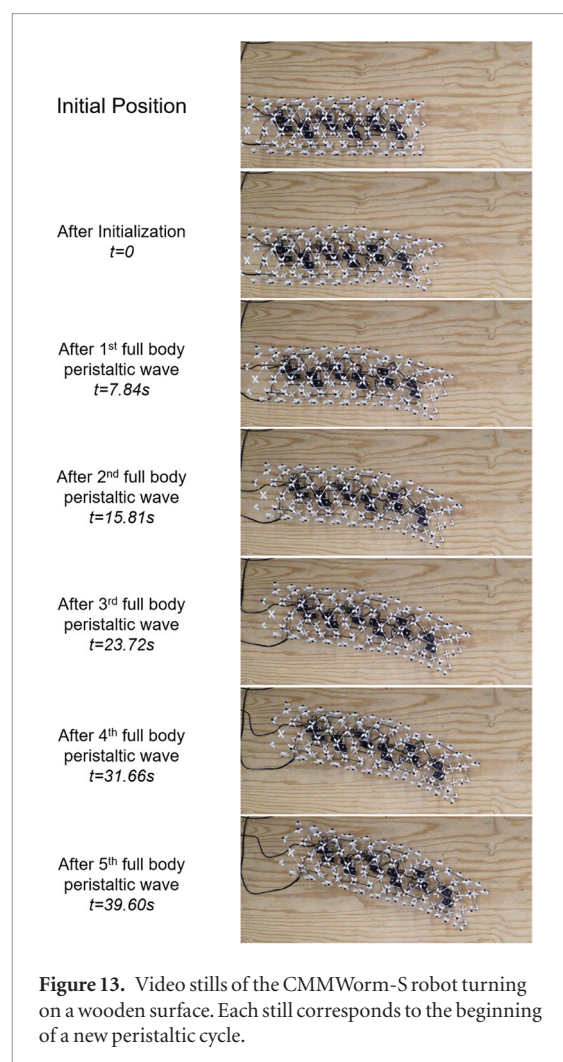 Initial Position
After Initialization
t=0
After 1st full body
peristaltic wave
t=7.84s
After 2nd full body
peristaltic wave
t=15.81s
After 3rd full body
peristaltic wave
t=23.72s
After 4th full body
peristaltic wave
t=31.66s
After 5th full body
peristaltic wave
t=39.60s
Figure 13. Video stills of the CMMWorm-S robot turning
on a wooden surface. Each still corresponds to the beginning
of a new peristaltic cycle.